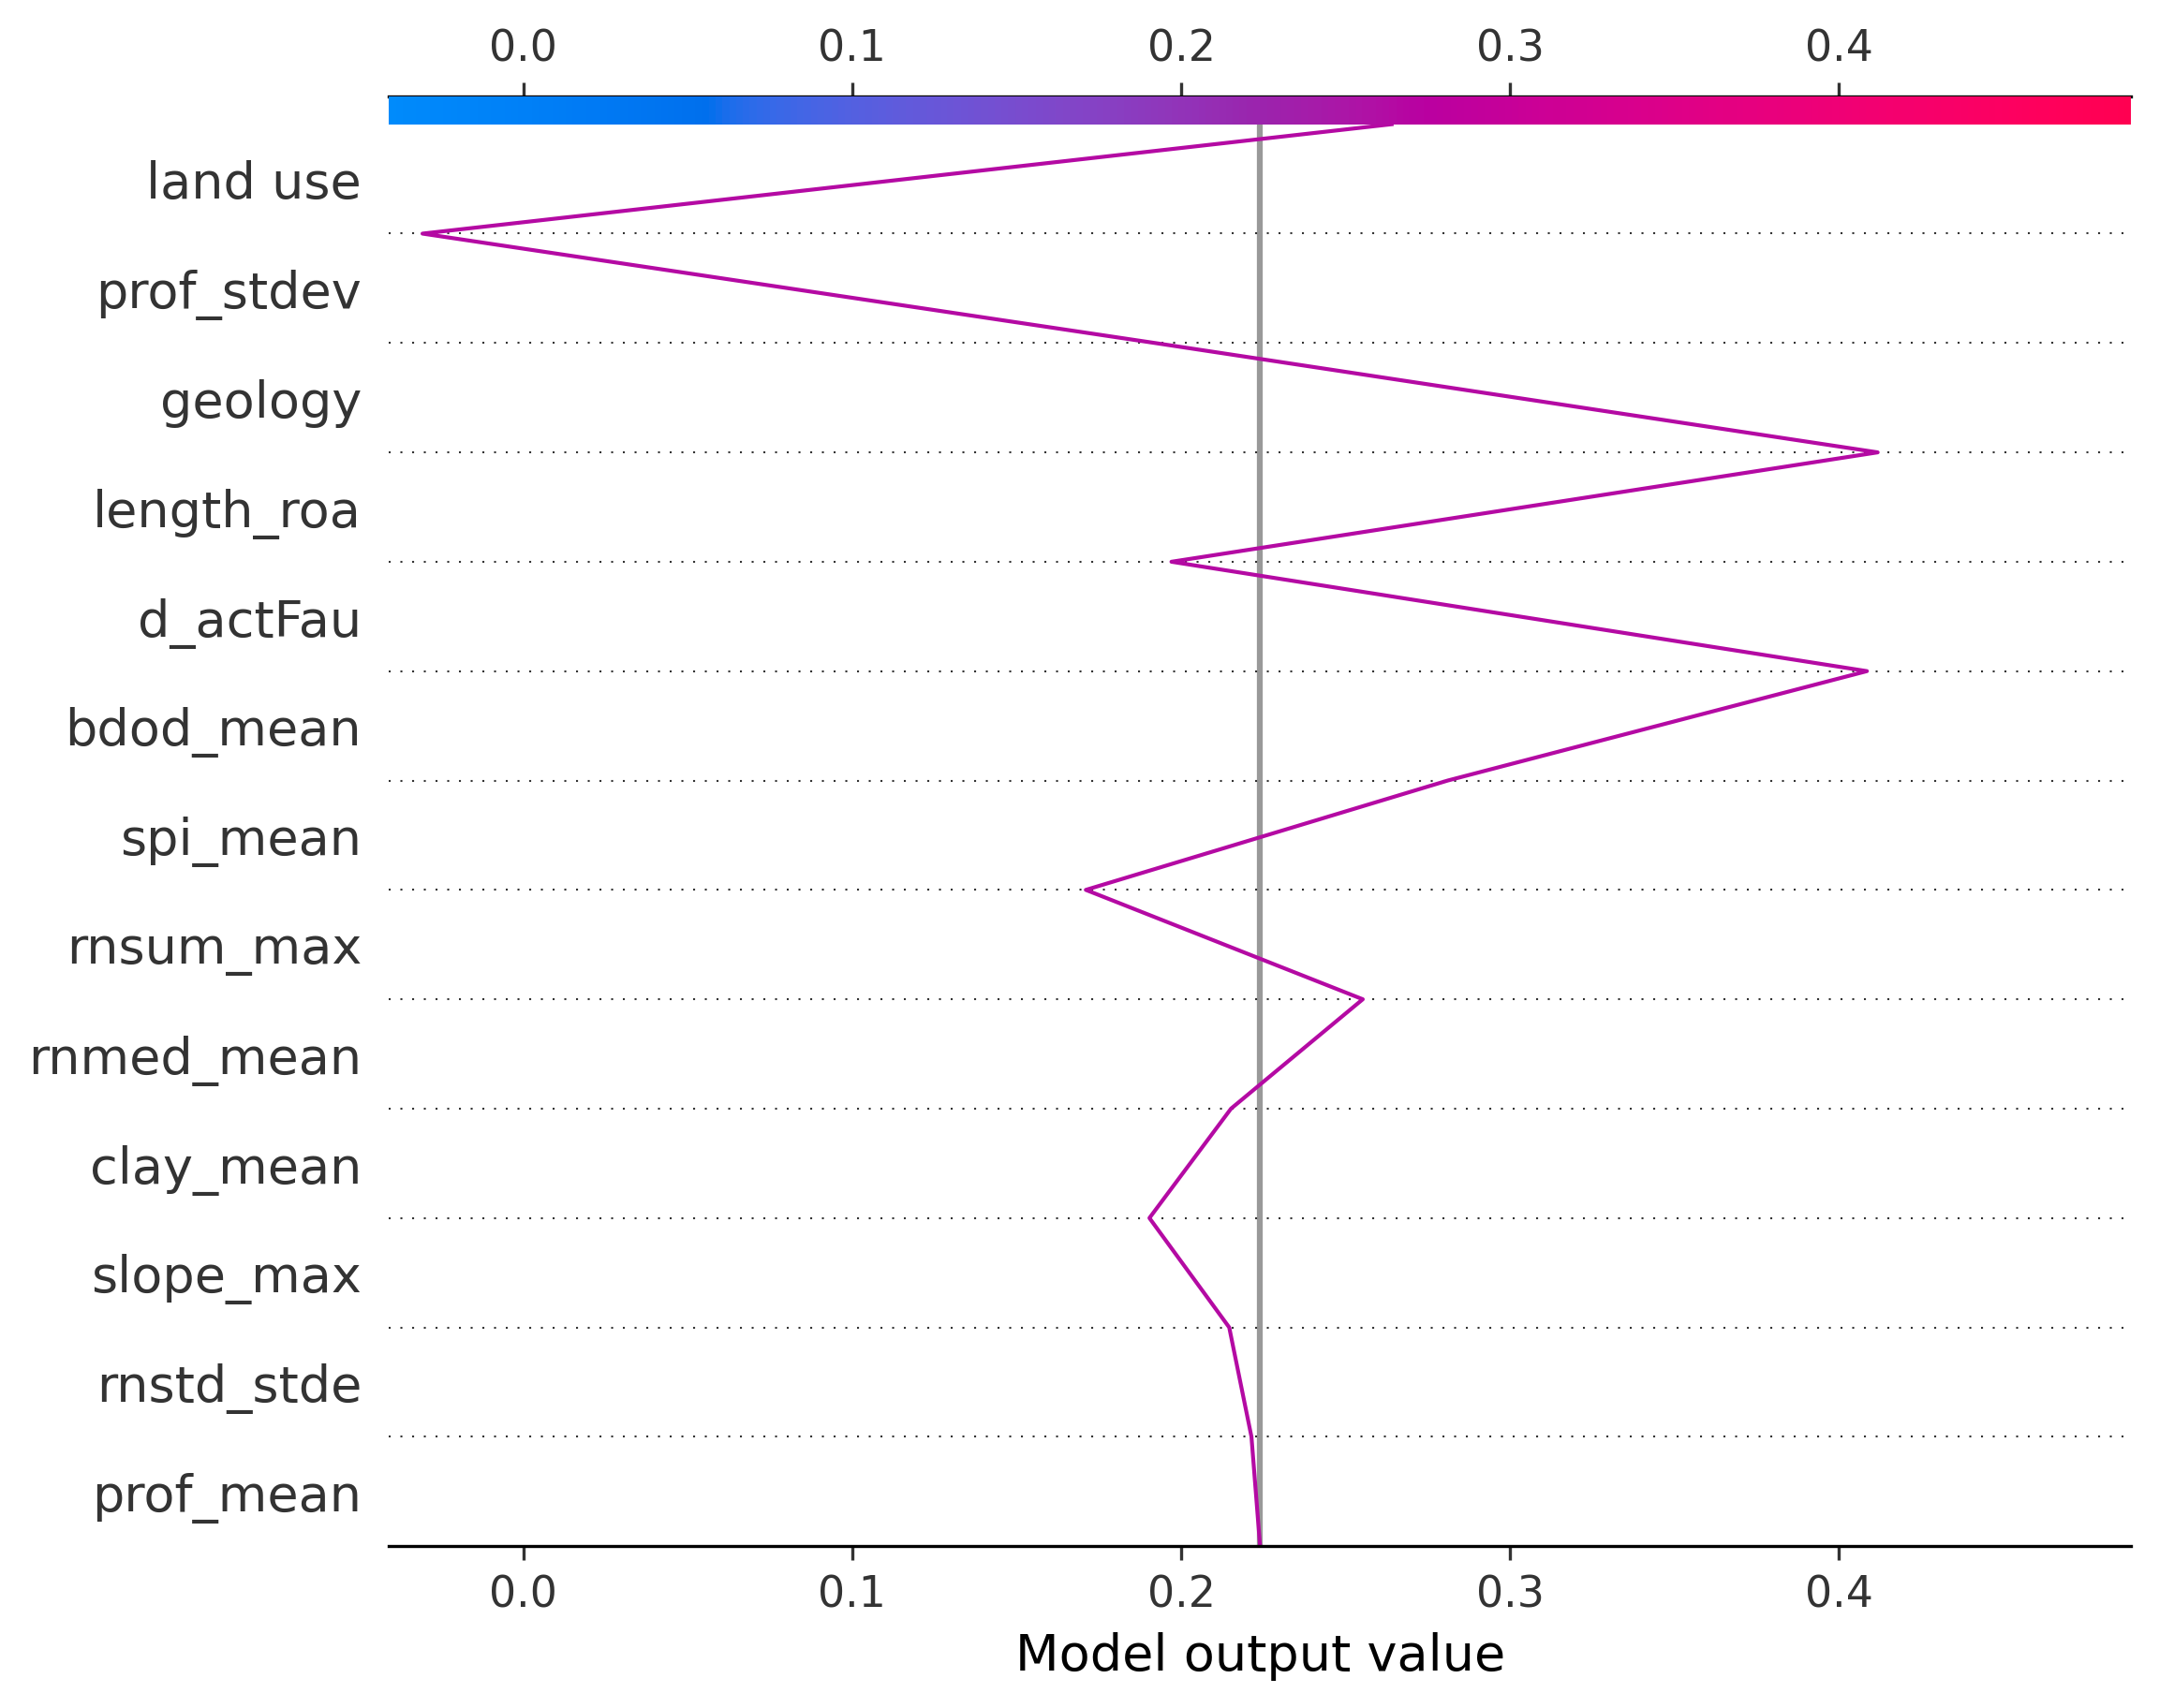 0.0 0.1 0.2 0.3 0.4
land use
prof_stdev
geology
length_roa
d_actFau
bdod_mean
spi_mean
rnsum_max
rnmed_mean
clay_mean
slope_max
rnstd_stde
prof_mean
0.0 0.1 0.2 0.3 0.4
Model output value